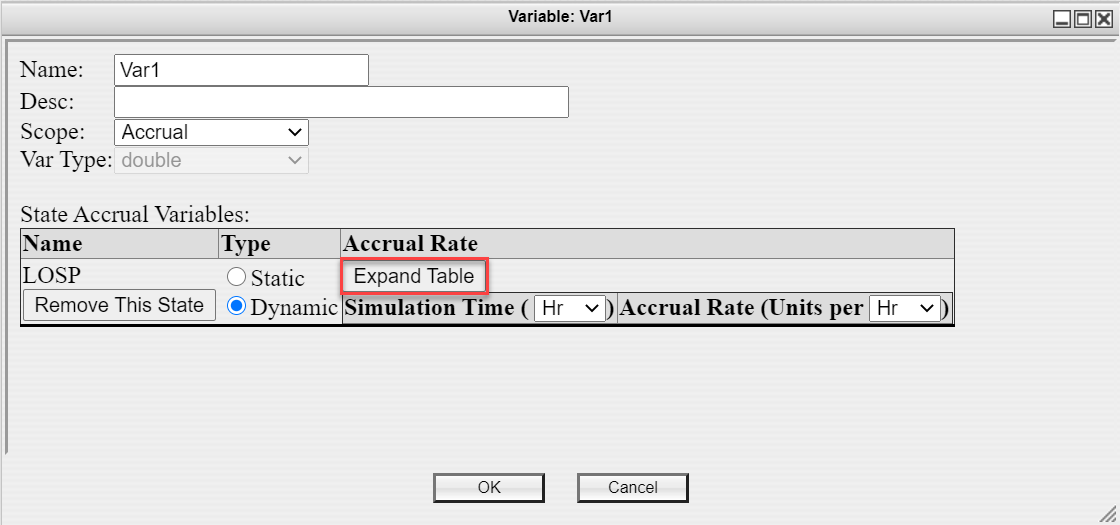 Variable: Var1
Name: Var1
Desc:
Scope: Accrual
Var Type: double
State Accrual Variables:
Name Type Accrual Rate
LOSP Static Expand Table
Remove This State Dynamic Simulation Time ( Hr ) Accrual Rate (Units per Hr )
OK Cancel